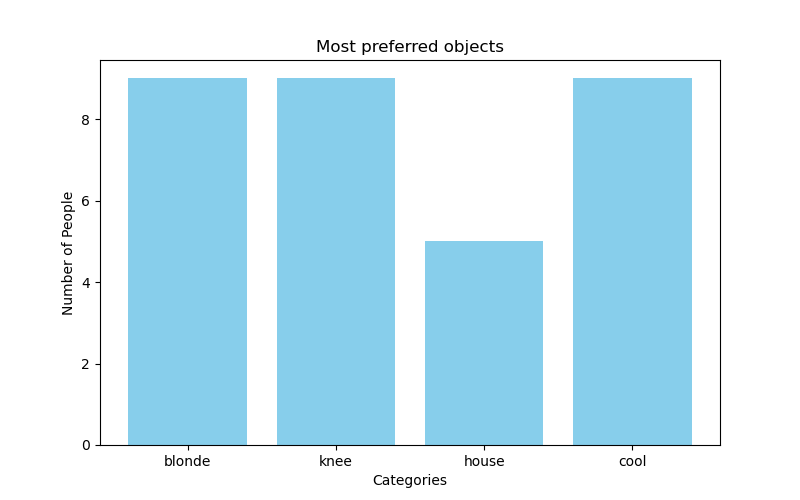 Most preferred objects
Number of People
8
6
4
2
0
blonde knee house cool
Categories